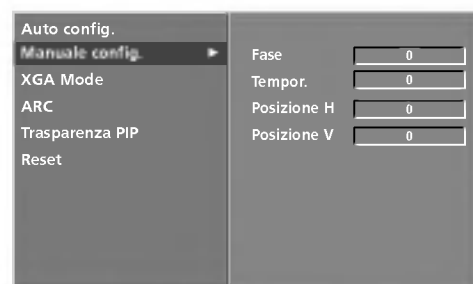 Auto config.
Manuale config. ►
XGA Mode
ARC
Trasparenza PIP
Reset
Fase 0
Tempor. 0
Posizione H 0
Posizione V 0